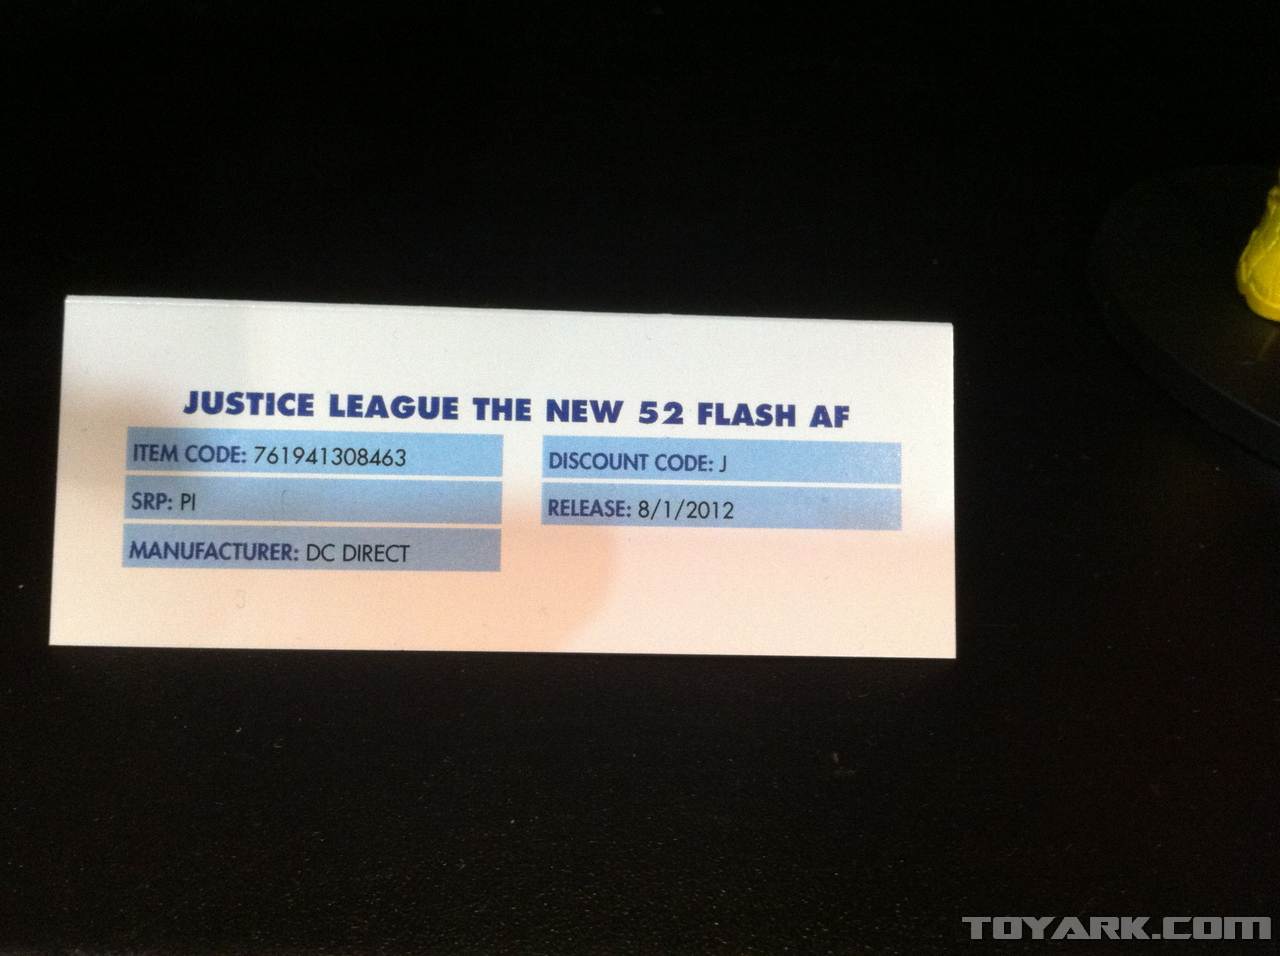 JUSTICE LEAGUE THE NEW 52 FLASH AF
ITEM CODE: 761941308463
SRP: PI
MANUFACTURER: DC DIRECT
DISCOUNT CODE: J
RELEASE: 8/1/2012
TOYARK.COM